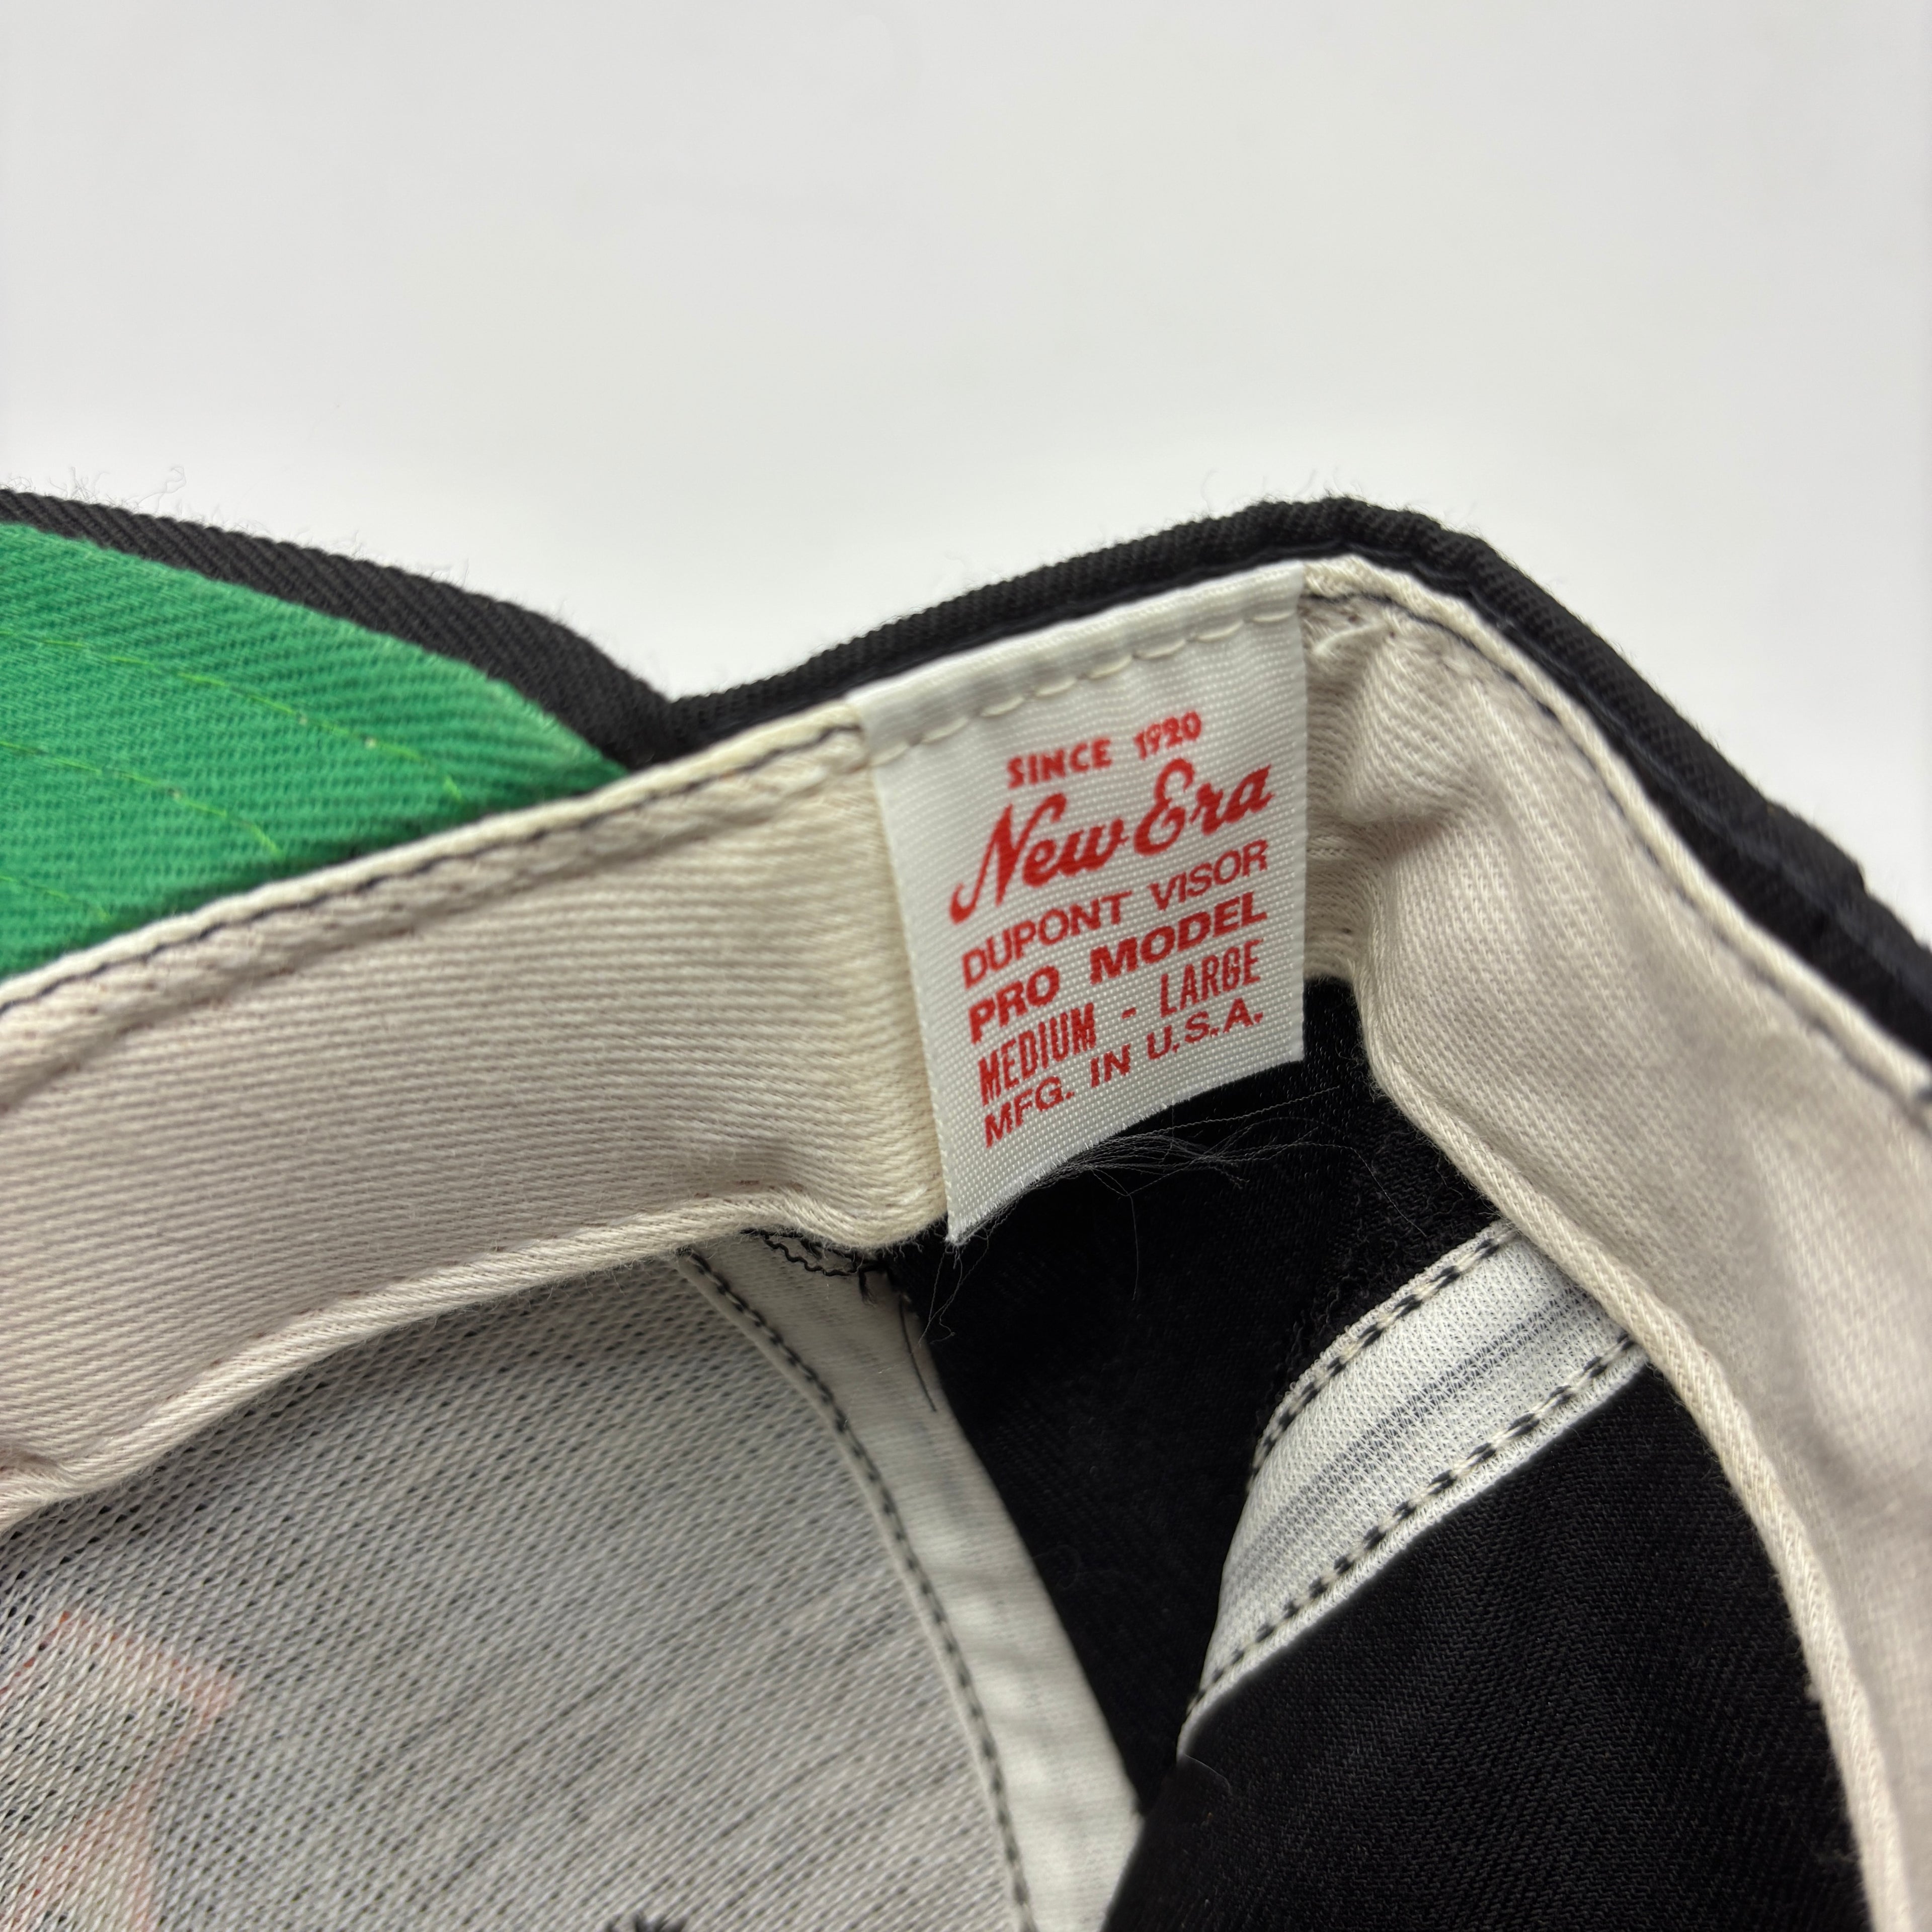 SINCE 1920
New Era
DUPONT VISOR
PRO MODEL
MEDIUM - LARGE
MFG. IN U.S.A.